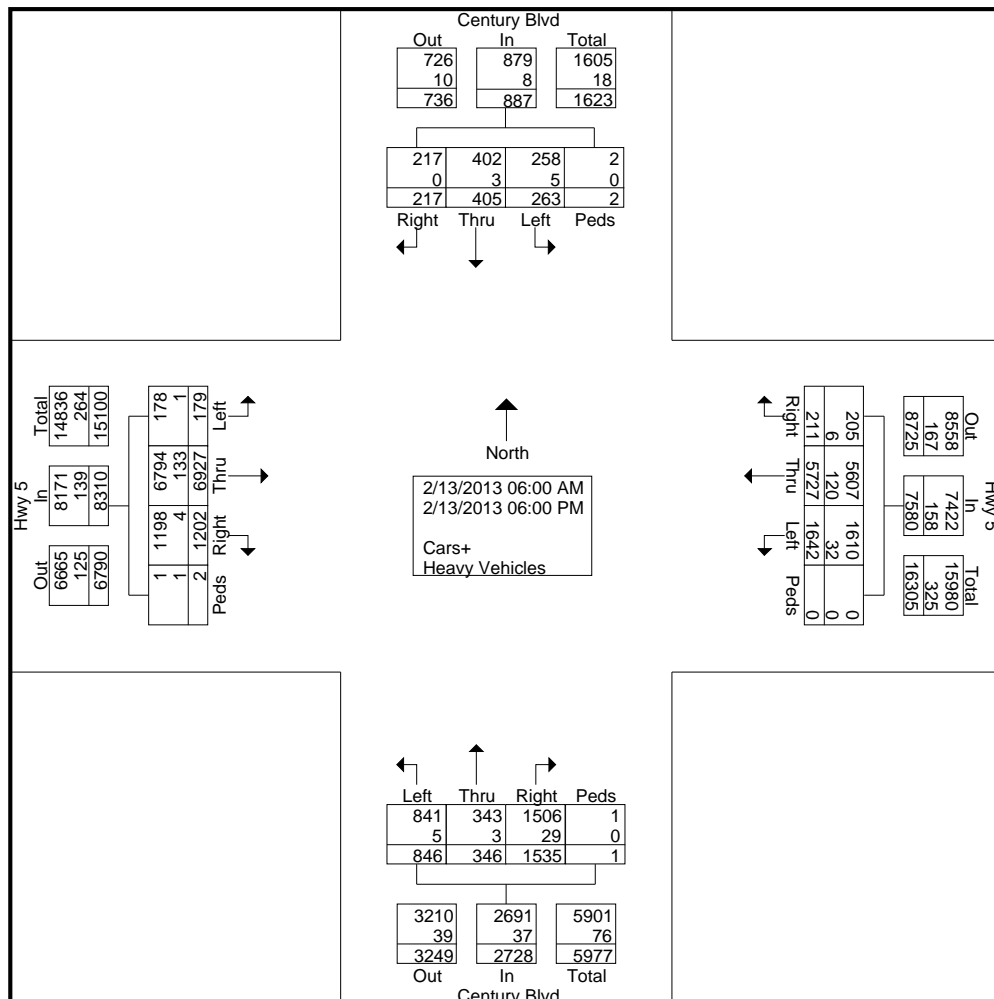 Century Blvd
Out In Total
726 879 1605
10 8 18
736 887 1623
217 402 258 2
0 3 5 0
217 405 263 2
Right Thru Left Peds
Hwy 5
Total In Out
14836 8171 6665
264 139 125
15100 8310 6790
178 6794 1198 1
1 133 4 1
179 6927 1202 2
Left Thru Right Peds
North
2/13/2013 06:00 AM
2/13/2013 06:00 PM
Cars+
Heavy Vehicles
Hwy 5
Out In Total
8558 7422 15980
167 158 325
8725 7580 16305
205 5607 1610 0
6 120 32 0
211 5727 1642 0
Right Thru Left Peds
Left Thru Right Peds
841 343 1506 1
5 3 29 0
846 346 1535 1
3210 2691 5901
39 37 76
3249 2728 5977
Out In Total
Century Blvd